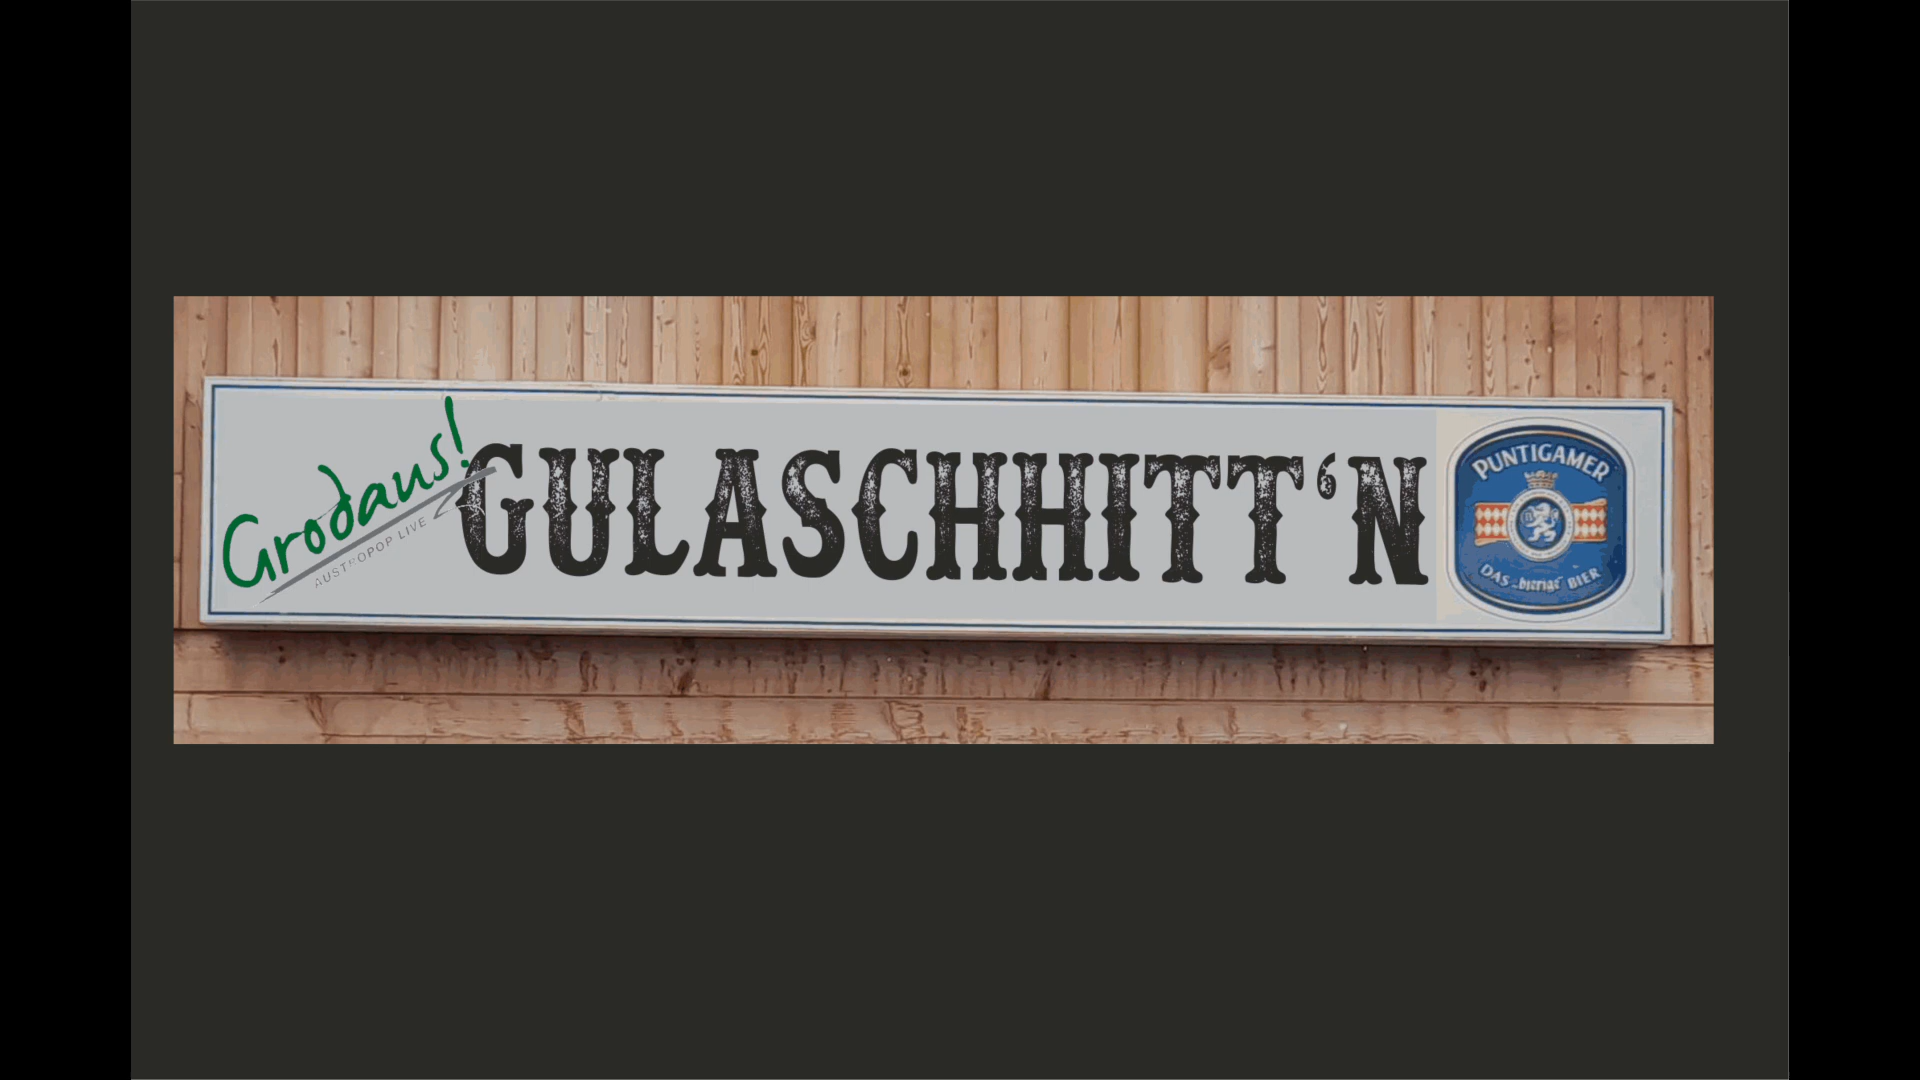 Grodaus!
AUSTROPOP LIVE
GULASCHHITT‘N
PUNTIGAMER
DAS „bierige“ BIER